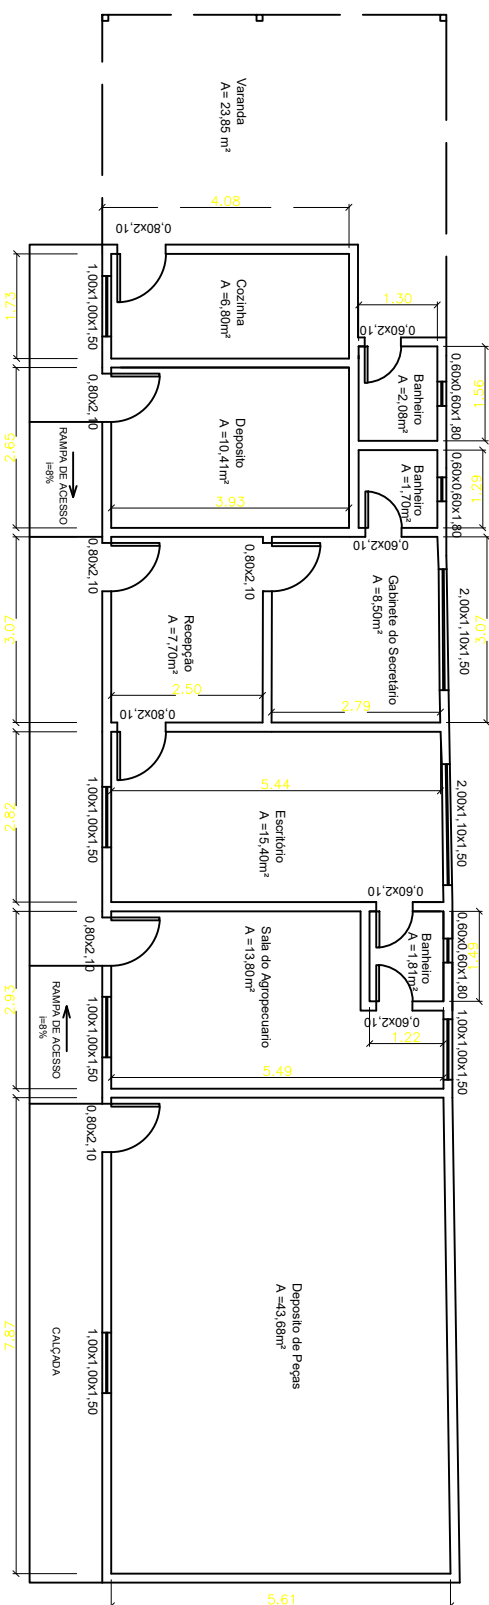 Varanda
A= 23,85 m²
4.08
0,80x2,10
Cozinha
A =6,80m²
1,00x1,00x1,50
1.73
1.30
0,60x2,10
Banheiro
A =2,08m²
0,60x0,60x1,80
1.56
0,80x2,10
Deposito
A =10,41m²
3.93
2.65
RAMPA DE ACESSO
i=8%
Banheiro
A =1,70m²
0,60x0,60x1,80
1.29
0,60x2,10
0,80x2,10
Recepção
A =7,70m²
2.50
3.07
0,80x2,10
Gabinete do Secretário
A =8,50m²
2.79
2,00x1,10x1,50
3.07
0,80x2,10
5.44
Escritório
A =15,40m²
1,00x1,00x1,50
2.82
2,00x1,10x1,50
0,60x2,10
Banheiro
A =1,81m²
0,60x0,60x1,80
1.49
0,60x2,10
1.22
0,80x2,10
Sala do Agropecuario
A =13,80m²
5.49
1,00x1,00x1,50
1,00x1,00x1,50
2.93
RAMPA DE ACESSO
i=8%
0,80x2,10
Deposito de Peças
A =43,68m²
1,00x1,00x1,50
CALÇADA
7.87
5.61